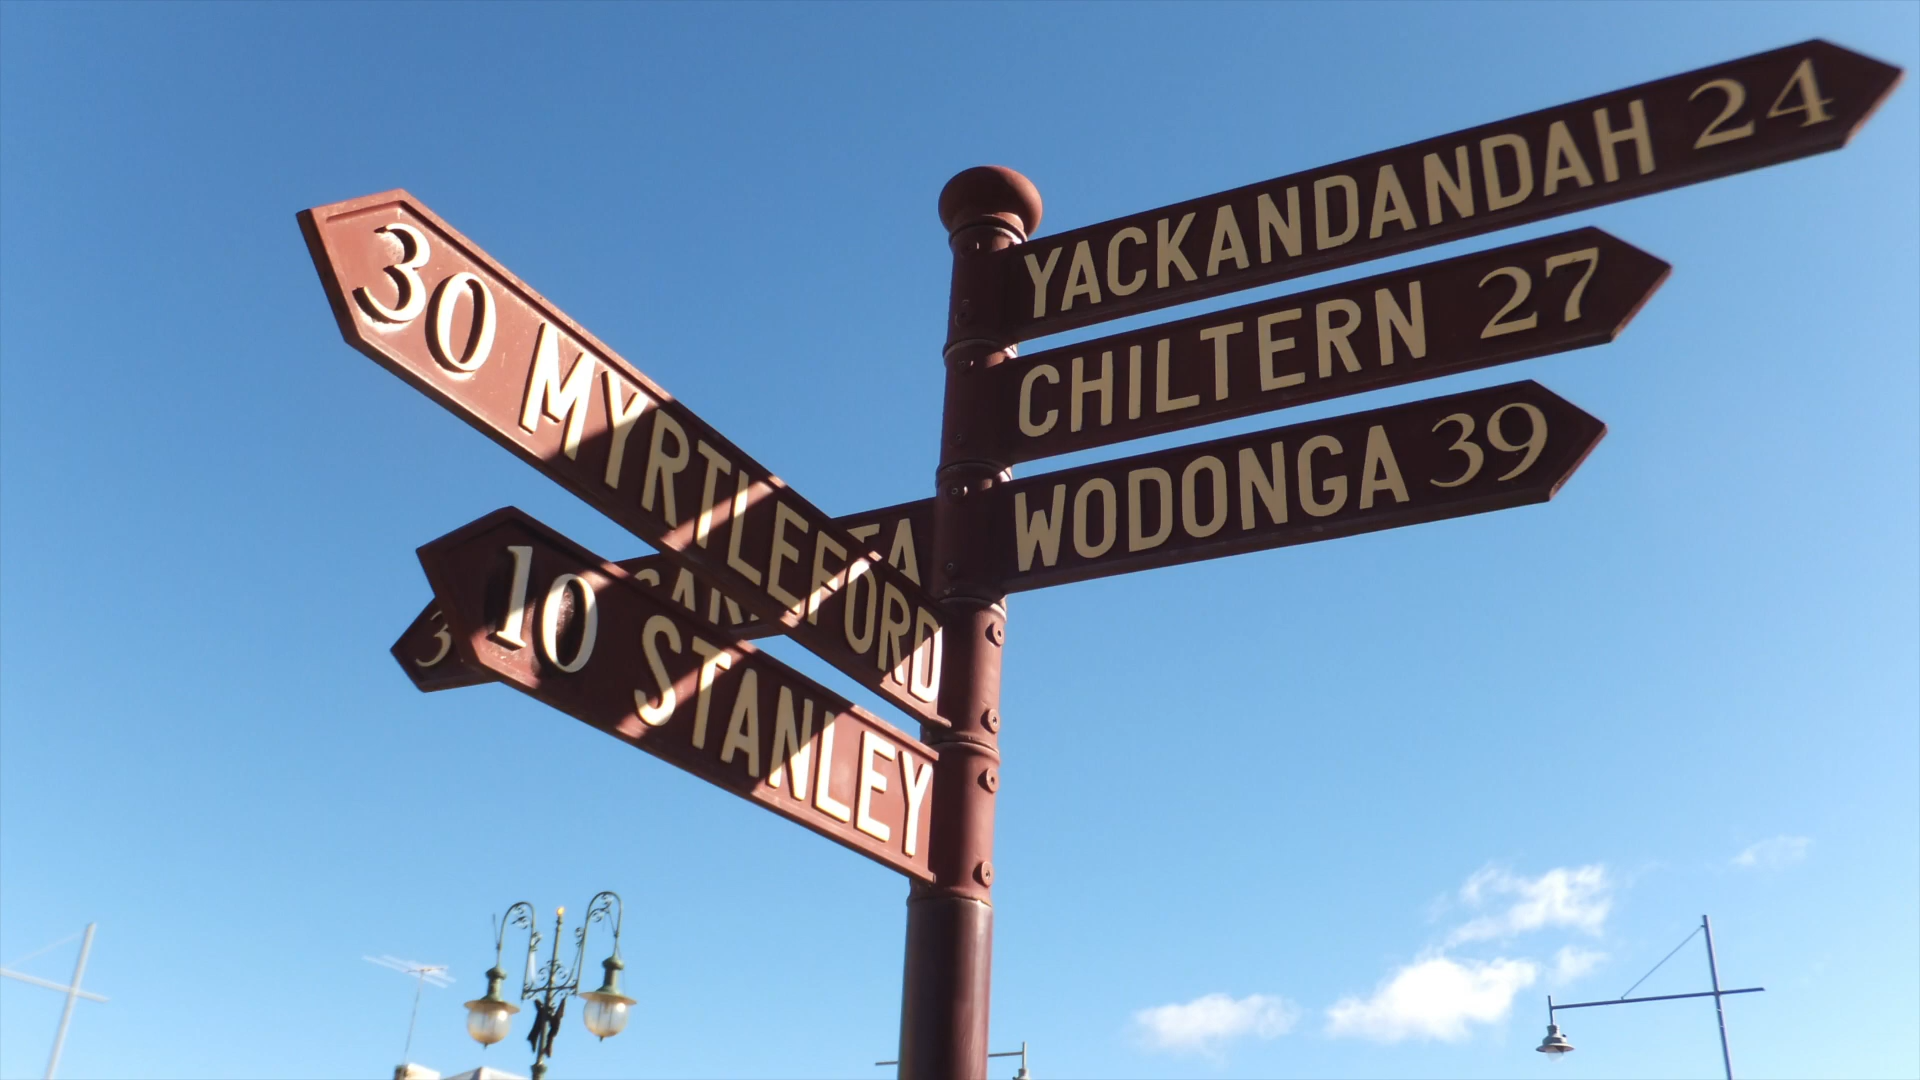 YACKANDANDAH 24
CHILTERN 27
WODONGA 39
30 MYRTLEFORD
10 STANLEY